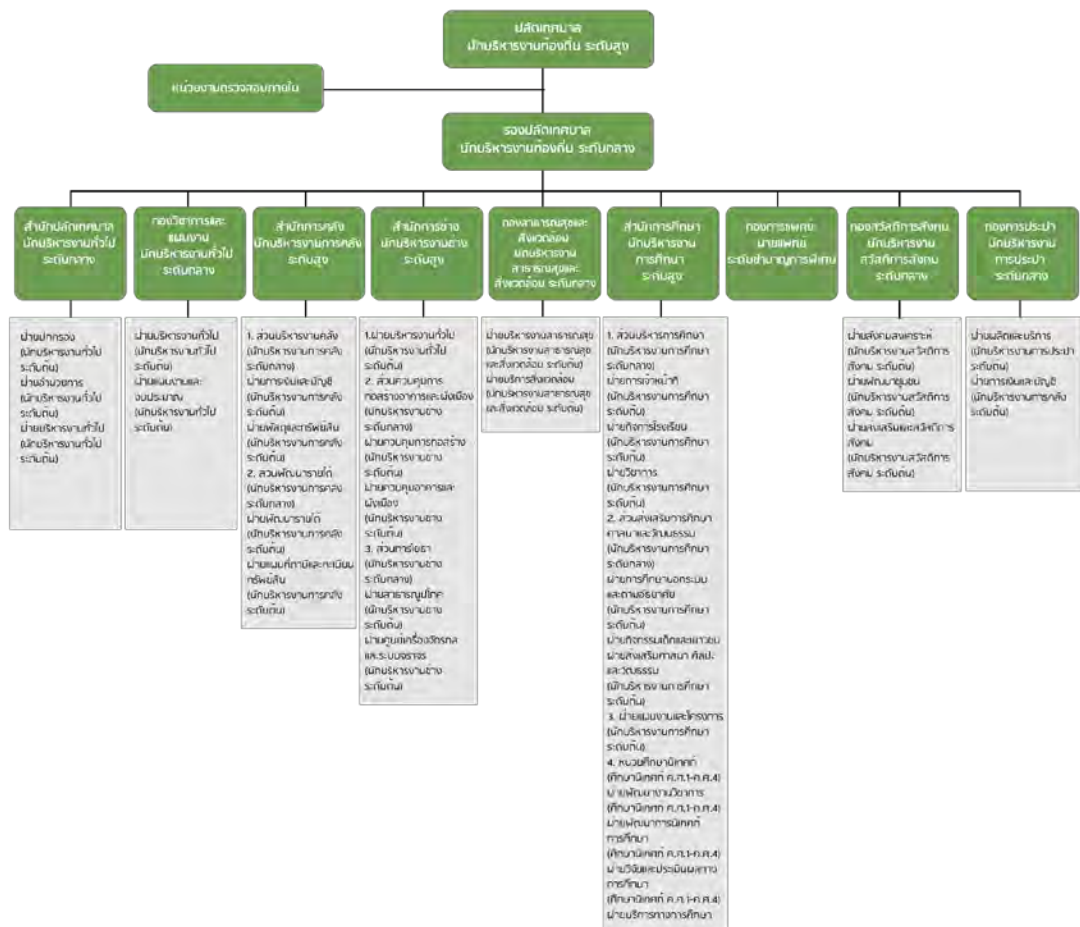 ปลัดเทศบาล
นักบริหารงานท้องถิ่น ระดับสูง
หน่วยงานตรวจสอบภายใน
รองปลัดเทศบาล
นักบริหารงานท้องถิ่น ระดับกลาง
สำนักปลัดเทศบาล
นักบริหารงานทั่วไป
ระดับกลาง
กองวิชาการและ
แผนงาน
นักบริหารงานทั่วไป
ระดับกลาง
สำนักการคลัง
นักบริหารงานการคลัง
ระดับสูง
สำนักการช่าง
นักบริหารงานช่าง
ระดับสูง
กองสาธารณสุขและ
สิ่งแวดล้อม
นักบริหารงาน
สาธารณสุขและ
สิ่งแวดล้อม ระดับกลาง
สำนักการศึกษา
นักบริหารงาน
การศึกษา
ระดับสูง
กองการแพทย์
นายแพทย์
ระดับชำนาญการพิเศษ
กองสวัสดิการสังคม
นักบริหารงาน
สวัสดิการสังคม
ระดับกลาง
กองการประปา
นักบริหารงาน
การประปา
ระดับกลาง
ฝ่ายปกครอง
(นักบริหารงานทั่วไป
ระดับต้น)
ฝ่ายอำนวยการ
(นักบริหารงานทั่วไป
ระดับต้น)
ฝ่ายบริหารงานทั่วไป
(นักบริหารงานทั่วไป
ระดับต้น)
ฝ่ายบริหารงานทั่วไป
(นักบริหารงานทั่วไป
ระดับต้น)
ฝ่ายแผนงานและ
งบประมาณ
(นักบริหารงานทั่วไป
ระดับต้น)
1. ส่วนบริหารงานคลัง
(นักบริหารงานการคลัง
ระดับกลาง)
ฝ่ายการเงินและบัญชี
(นักบริหารงานการคลัง
ระดับต้น)
ฝ่ายพัสดุและทรัพย์สิน
(นักบริหารงานการคลัง
ระดับต้น)
2. ส่วนพัฒนารายได้
(นักบริหารงานการคลัง
ระดับกลาง)
ฝ่ายพัฒนารายได้
(นักบริหารงานการคลัง
ระดับต้น)
ฝ่ายแผนที่ภาษีและทะเบียน
ทรัพย์สิน
(นักบริหารงานการคลัง
ระดับต้น)
1.ฝ่ายบริหารงานทั่วไป
(นักบริหารงานทั่วไป
ระดับต้น)
2. ส่วนควบคุมการ
ก่อสร้างอาคารและผังเมือง
(นักบริหารงานช่าง
ระดับกลาง)
ฝ่ายควบคุมการก่อสร้าง
(นักบริหารงานช่าง
ระดับต้น)
ฝ่ายควบคุมอาคารและ
ผังเมือง
(นักบริหารงานช่าง
ระดับต้น)
3. ส่วนการโยธา
(นักบริหารงานช่าง
ระดับกลาง)
ฝ่ายสาธารณูปโภค
(นักบริหารงานช่าง
ระดับต้น)
ฝ่ายศูนย์เครื่องจักรกล
และระบบจราจร
(นักบริหารงานช่าง
ระดับต้น)
ฝ่ายบริหารงานสาธารณสุข
(นักบริหารงานสาธารณสุข
และสิ่งแวดล้อม ระดับต้น)
ฝ่ายบริการสิ่งแวดล้อม
(นักบริหารงานสาธารณสุข
และสิ่งแวดล้อม ระดับต้น)
1. ส่วนบริหารการศึกษา
(นักบริหารงานการศึกษา
ระดับกลาง)
ฝ่ายการเจ้าหน้าที่
(นักบริหารงานการศึกษา
ระดับต้น)
ฝ่ายกิจการโรงเรียน
(นักบริหารงานการศึกษา
ระดับต้น)
ฝ่ายวิชาการ
(นักบริหารงานการศึกษา
ระดับต้น)
2. ส่วนส่งเสริมการศึกษา
ศาสนาและวัฒนธรรม
(นักบริหารงานการศึกษา
ระดับกลาง)
ฝ่ายการศึกษานอกระบบ
และตามอัธยาศัย
(นักบริหารงานการศึกษา
ระดับต้น)
ฝ่ายกิจกรรมเด็กและเยาวชน
ฝ่ายส่งเสริมศาสนา ศิลปะ
และวัฒธรรม
(นักบริหารงานการศึกษา
ระดับต้น)
3. ฝ่ายแผนงานและโครงการ
(นักบริหารงานการศึกษา
ระดับต้น)
4. หน่วยศึกษานิเทศก์
(ศึกษานิเทศก์ ค.ศ.1-ค.ศ.4)
ฝ่ายพัฒนางานวิชาการ
(ศึกษานิเทศก์ ค.ศ.1-ค.ศ.4)
ฝ่ายพัฒนาการนิเทศก์
การศึกษา
(ศึกษานิเทศก์ ค.ศ.1-ค.ศ.4)
ฝ่ายวิจัยและประเมินผลทาง
การศึกษา
(ศึกษานิเทศก์ ค.ศ.1-ค.ศ.4)
ฝ่ายบริการทางการศึกษา
ฝ่ายสังคมสงเคราะห์
(นักบริหารงานสวัสดิการ
สังคม ระดับต้น)
ฝ่ายพัฒนาชุมชน
(นักบริหารงานสวัสดิการ
สังคม ระดับต้น)
ฝ่ายส่งเสริมและสวัสดิการ
สังคม
(นักบริหารงานสวัสดิการ
สังคม ระดับต้น)
ฝ่ายผลิตและบริการ
(นักบริหารงานการประปา
ระดับต้น)
ฝ่ายการเงินและบัญชี
(นักบริหารงานการคลัง
ระดับต้น)